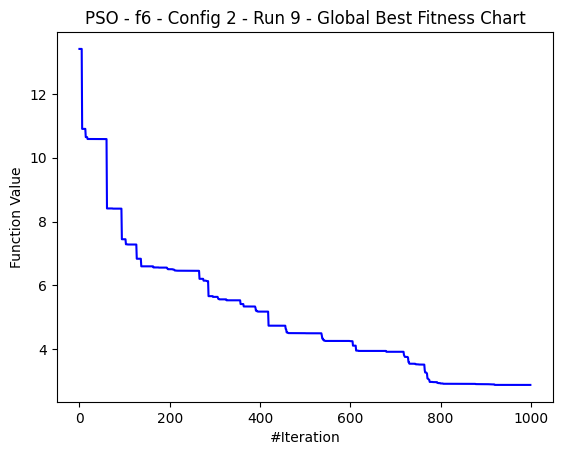 PSO - f6 - Config 2 - Run 9 - Global Best Fitness Chart
12
10
8
6
4
Function Value
0 200 400 600 800 1000
#Iteration